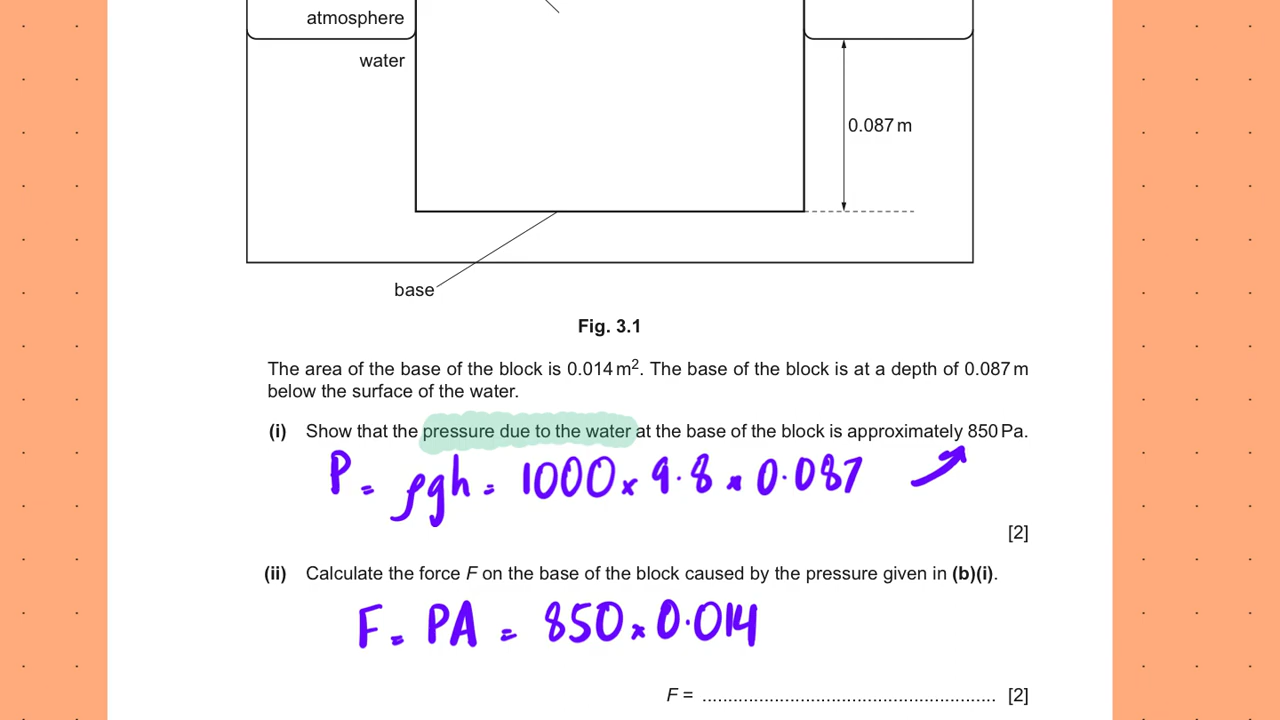 atmosphere
water
0.087 m
base
Fig. 3.1
The area of the base of the block is 0.014 m². The base of the block is at a depth of 0.087 m
below the surface of the water.
(i) Show that the pressure due to the water at the base of the block is approximately 850 Pa.
P = ρgh = 1000 × 9.8 × 0.087
[2]
(ii) Calculate the force F on the base of the block caused by the pressure given in (b)(i).
F = PA = 850 × 0.014
F = ........................................................ [2]